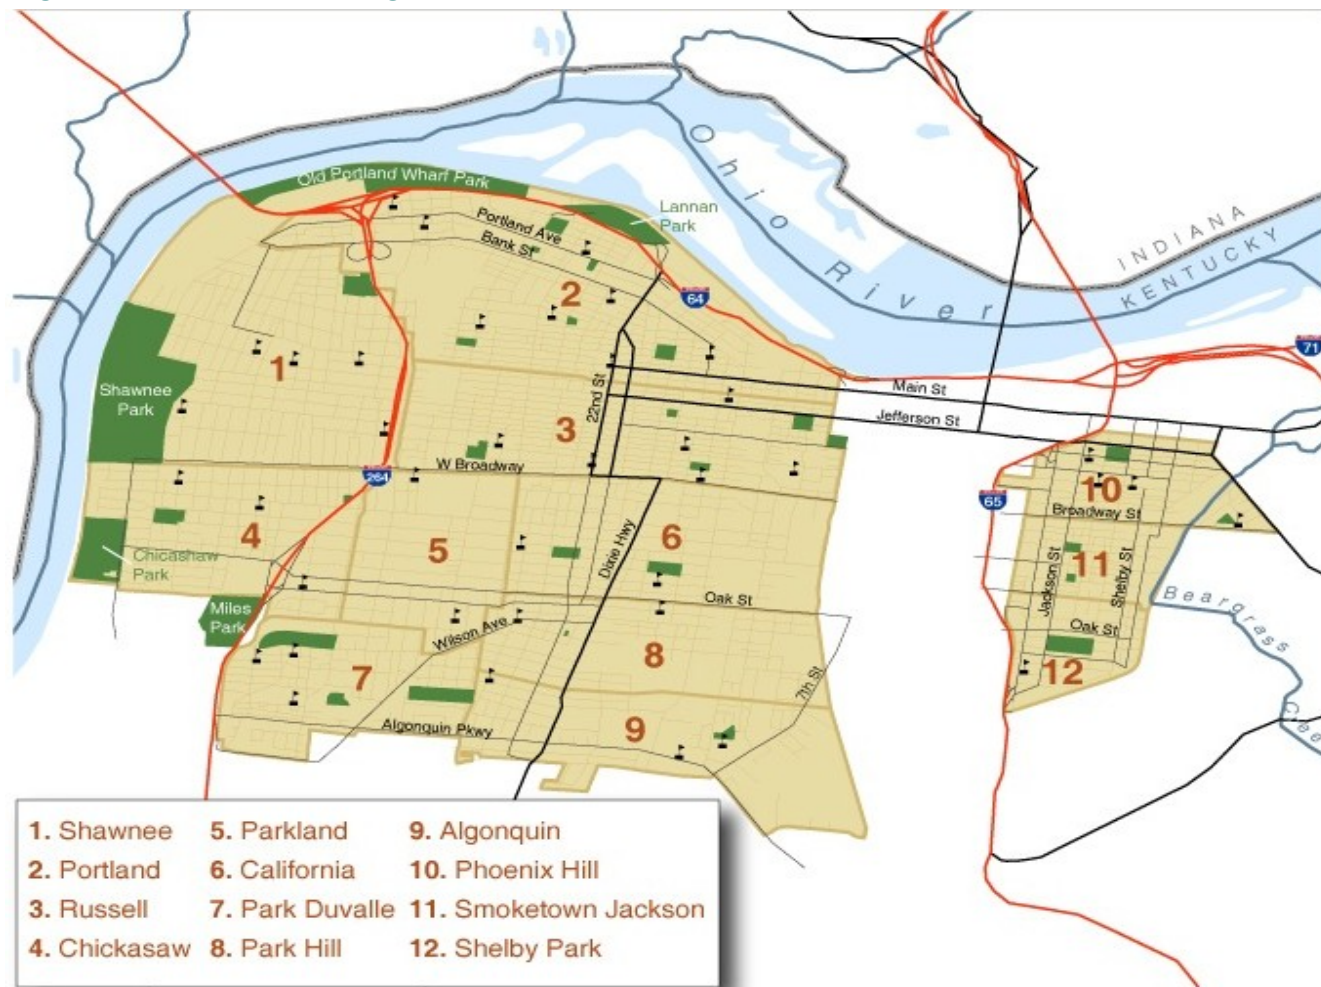 Old Portland Wharf Park
Lannan
Park
Portland Ave
Bank St
Ohio River
INDIANA
KENTUCKY
64
71
2
1
Shawnee
Park
22nd St
3
Main St
Jefferson St
W Broadway
264
65
10
Broadway St
4
5
6
Dixie Hwy
Chicashaw
Park
11
Jackson St
Shelby St
Beargrass
Cree
Miles
Park
Oak St
Wilson Ave
Oak St
7
8
12
7th St
Algonquin Pkwy
9
1. Shawnee
2. Portland
3. Russell
4. Chickasaw
5. Parkland
6. California
7. Park Duvalle
8. Park Hill
9. Algonquin
10. Phoenix Hill
11. Smoketown Jackson
12. Shelby Park